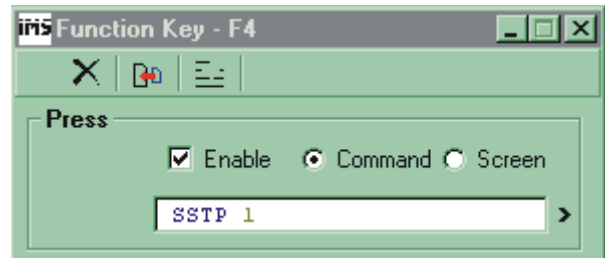 iMS Function Key - F4
Press
Enable Command Screen
SSTP 1